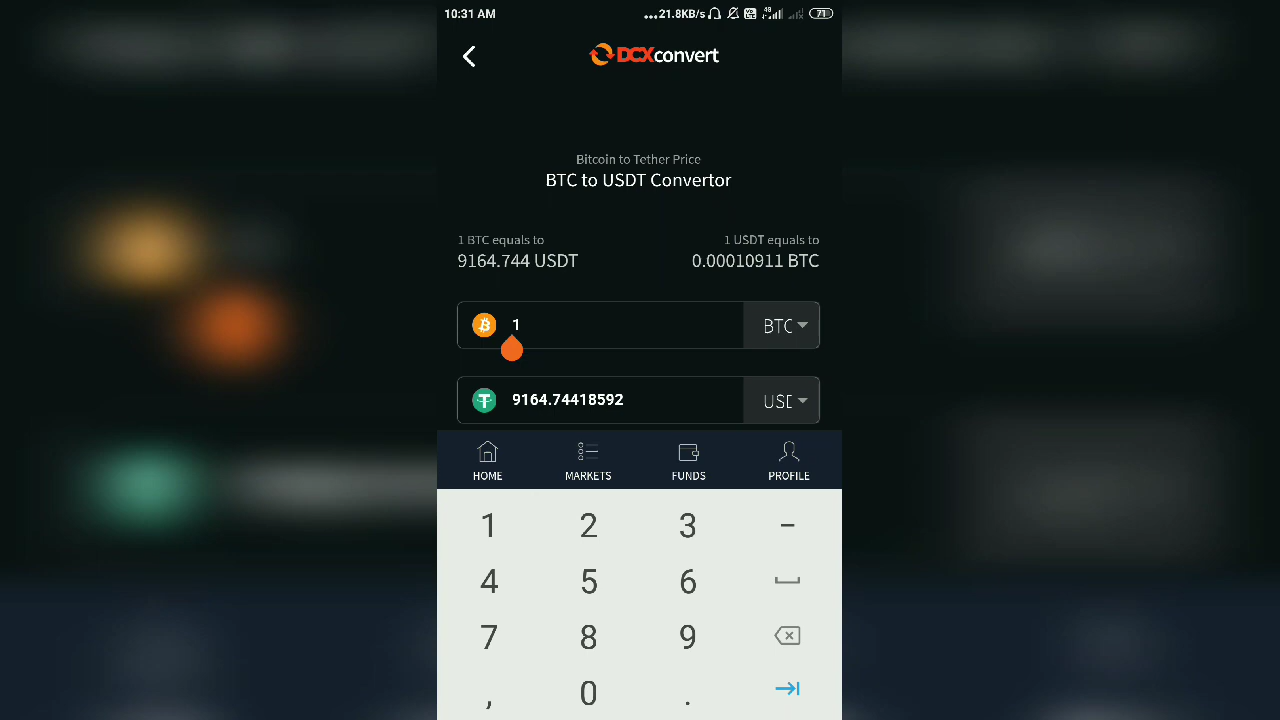 10:31 AM
...21.8KB/s
4G
71
DCXconvert
Bitcoin to Tether Price
BTC to USDT Convertor
1 BTC equals to
1 USDT equals to
9164.744 USDT
0.00010911 BTC
1
BTC
9164.74418592
USD
HOME
MARKETS
FUNDS
PROFILE
1 2 3 -
4 5 6
7 8 9
, 0 .